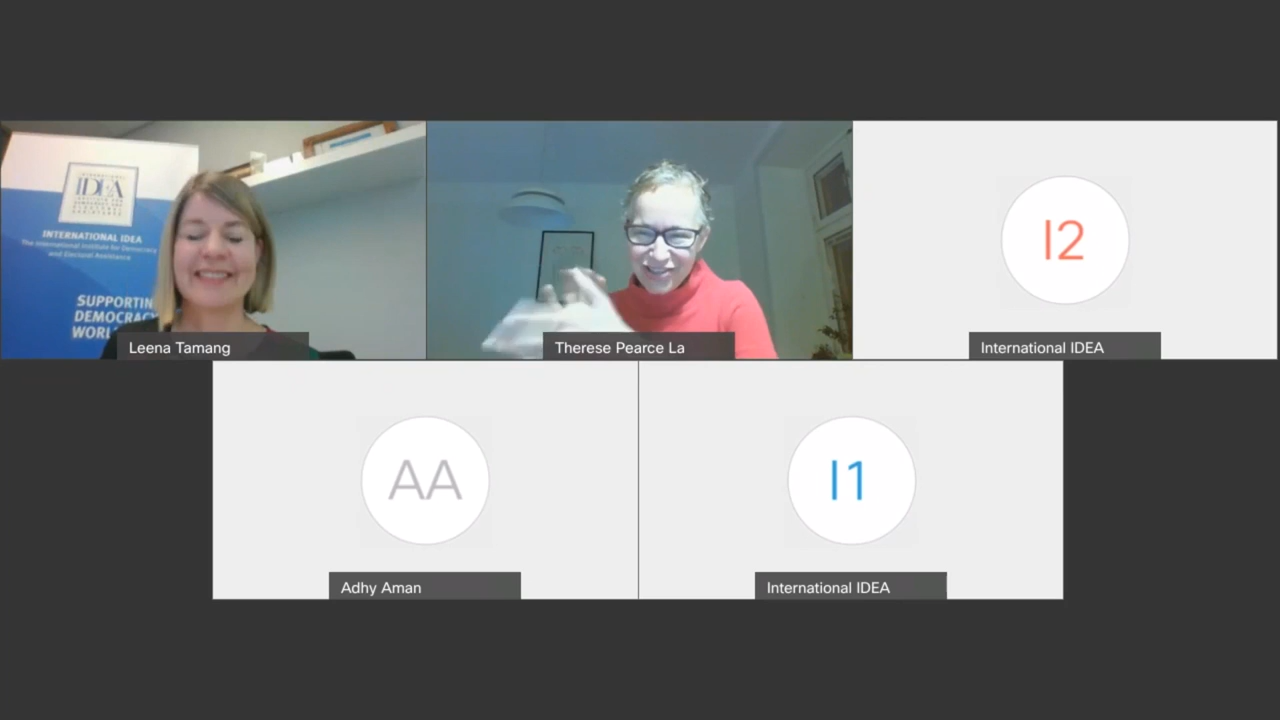 IDEA
INTERNATIONAL IDEA
The International Institute for Democracy
and Electoral Assistance
SUPPORTIN
DEMOCRAC
WORL
Leena Tamang
Therese Pearce La
I2
International IDEA
AA
Adhy Aman
I1
International IDEA